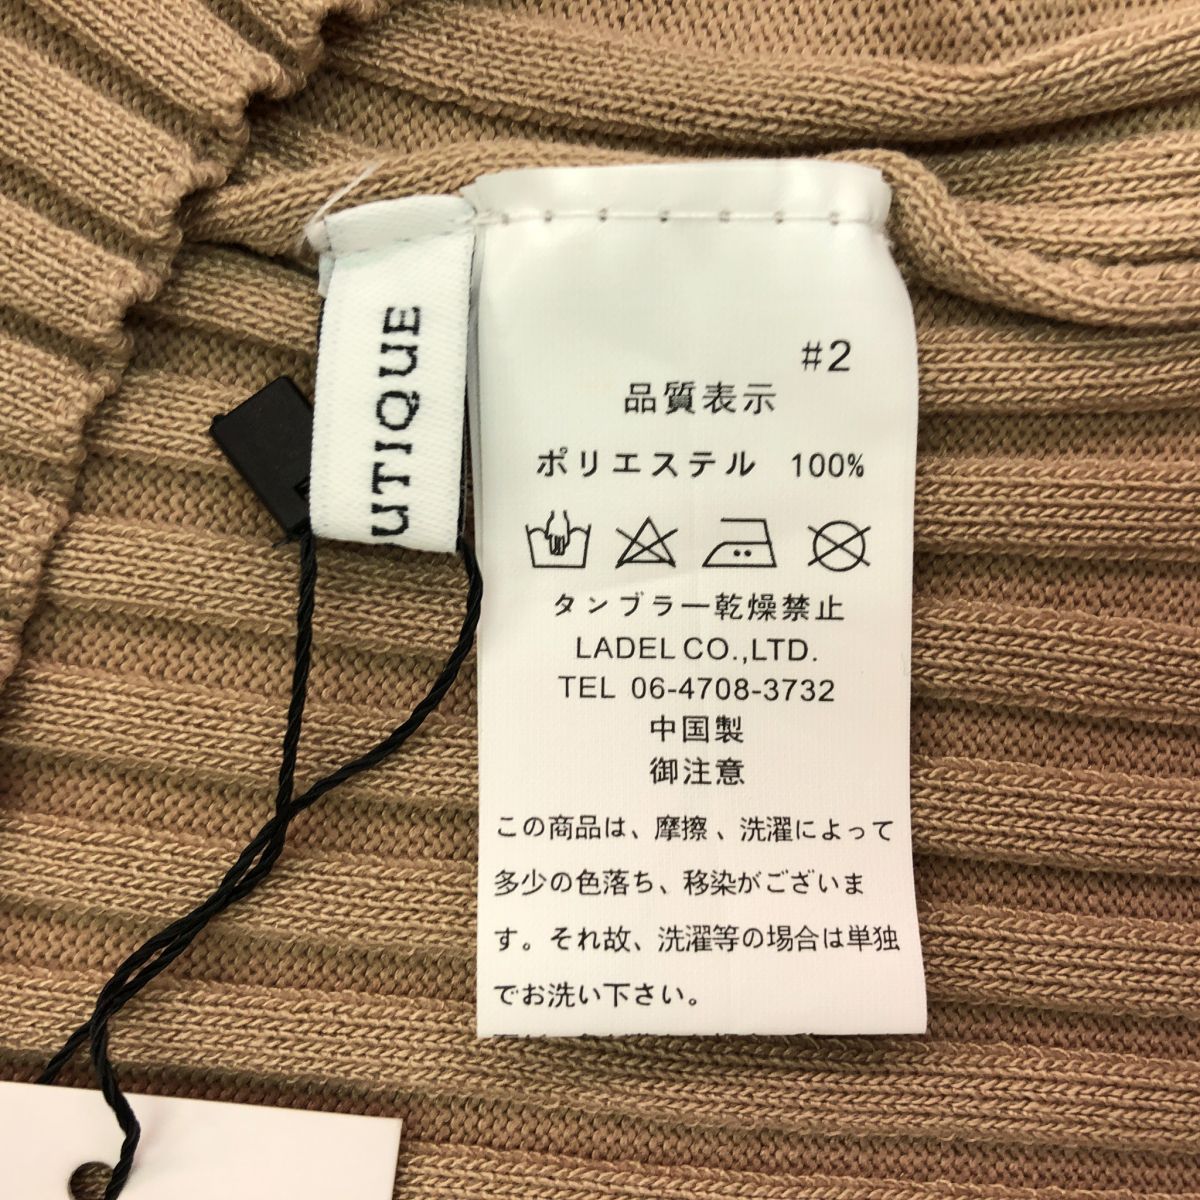 UTIQUE
#2
品質表示
ポリエステル 100%
タンブラー乾燥禁止
LADEL CO.,LTD.
TEL 06-4708-3732
中国製
御注意
この商品は、摩擦、洗濯によって
多少の色落ち、移染がございま
す。それ故、洗濯等の場合は単独
でお洗い下さい。